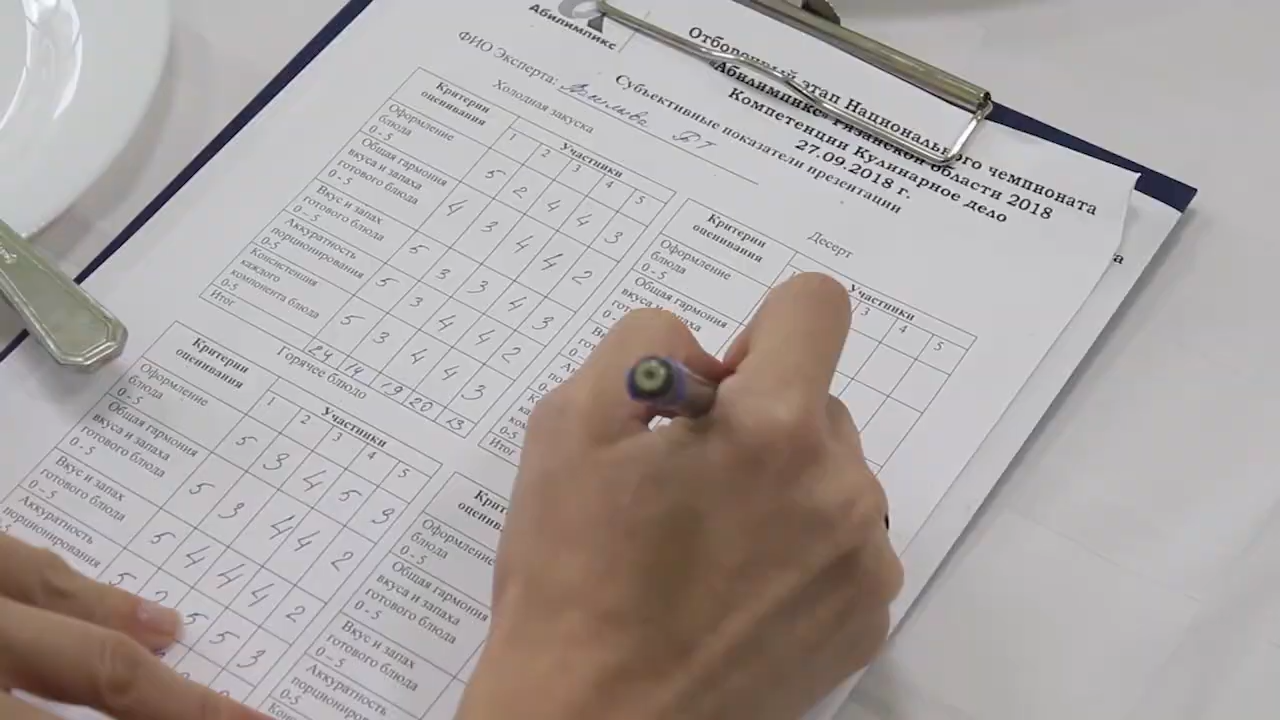 Абилимпикс
Отборочный этап Национального чемпионата
«Абилимпикс» Рязанской области 2018
Компетенции Кулинарное дело
27.09.2018 г.
Субъективные показатели презентации
ФИО Эксперта:
Холодная закуска
Критерии оценивания Участники
1 2 3 4 5
Оформление блюда 0 - 5 5 2 4 4 3
Общая гармония вкуса и запаха готового блюда 4 3 4 4 2
Вкус и запах готового блюда 0 - 5 5 3 3 4 3
Аккуратность порционирования 0 – 5 5 3 4 4 2
Консистенция каждого компонента блюда 0-5 5 3 4 4 3
Итог 24 14 19 20 13
Десерт
Критерии оценивания Участники
3 4 5
Оформление блюда 0 - 5
Общая гармония вкуса и запаха
0-5
Итог
Горячее блюдо
Критерии оценивания Участники
1 2 3 4 5
Оформление блюда 5 3 4 5 3
Общая гармония вкуса и запаха готового блюда 5 3 4 4 2
Вкус и запах готового блюда 0 - 5 5 4 4 4 2
Аккуратность порционирования 0 – 5 5 5 5 3
Оформление блюда 0 - 5
Общая гармония вкуса и запаха готового блюда 0 - 5
Вкус и запах готового блюда 0 – 5
Аккуратность 0-5